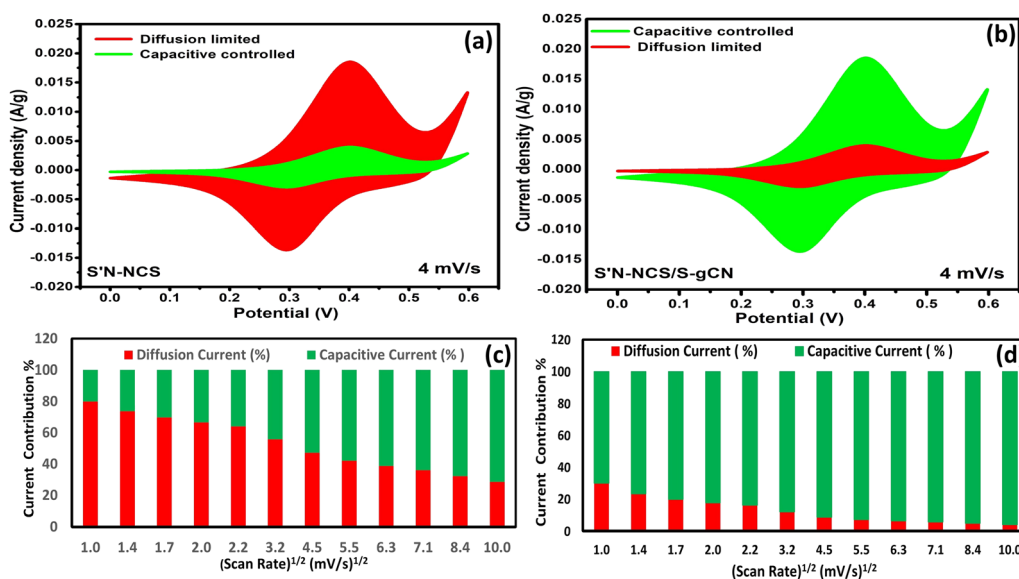 (a)
Diffusion limited
Capacitive controlled
Current density (A/g)
0.025
0.020
0.015
0.010
0.005
0.000
-0.005
-0.010
-0.015
-0.020
S'N-NCS
4 mV/s
0.0 0.1 0.2 0.3 0.4 0.5 0.6
Potential (V)
(b)
Capacitive controlled
Diffusion limited
Current density (A/g)
0.025
0.020
0.015
0.010
0.005
0.000
-0.005
-0.010
-0.015
-0.020
S'N-NCS/S-gCN
4 mV/s
0.0 0.1 0.2 0.3 0.4 0.5 0.6
Potential (V)
(c)
Diffusion Current (%) Capacitive Current (% )
Current Contribution %
120
100
80
60
40
20
0
1.0 1.4 1.7 2.0 2.2 3.2 4.5 5.5 6.3 7.1 8.4 10.0
(Scan Rate)¹/² (mV/s)¹/²
(d)
Diffusion Current ( %) Capacitive Current ( % )
Current Contribution %
120
100
80
60
40
20
0
1.0 1.4 1.7 2.0 2.2 3.2 4.5 5.5 6.3 7.1 8.4 10.0
(Scan Rate)¹/² (mV/s)¹/²